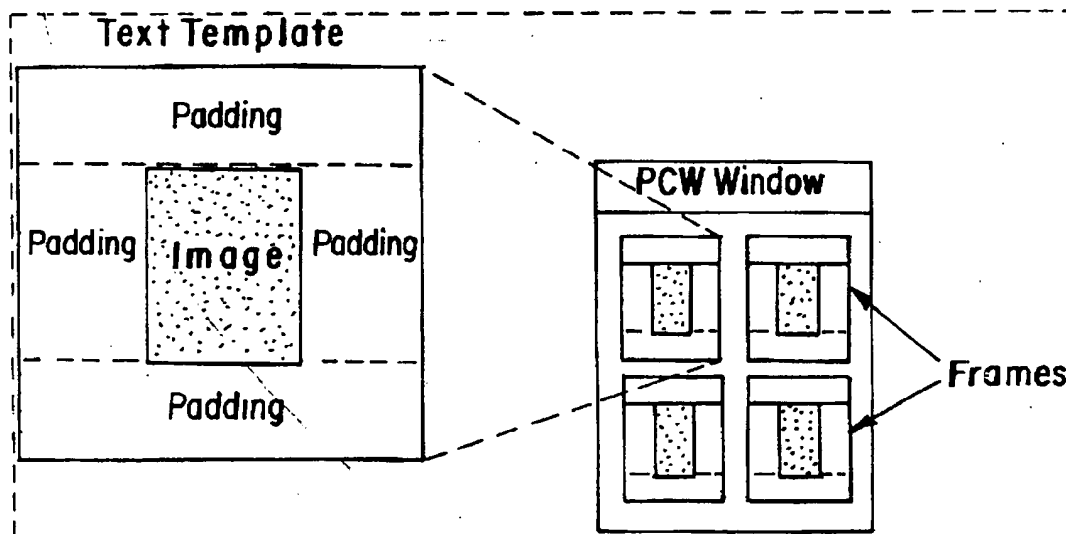 Text Template
Padding
Padding
Image
Padding
Padding
PCW Window
Frames